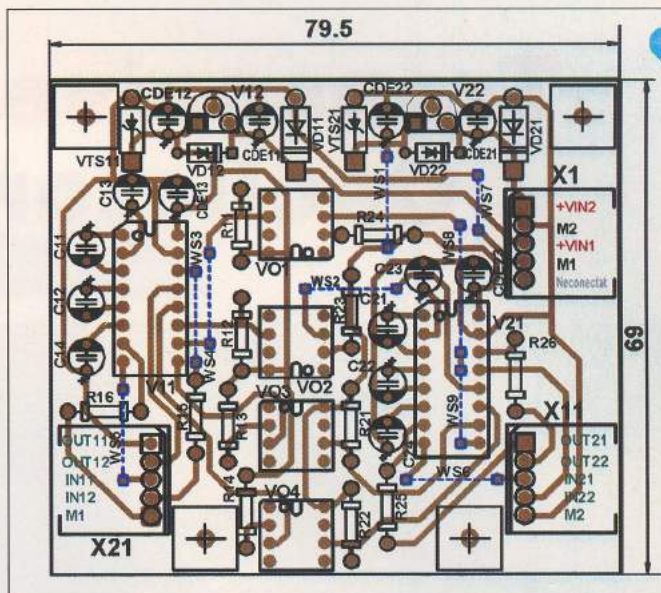 79.5
CDE12
V12
CDE22
V22
VTS11
VD12
CDE11
VD11
VTS21
VD22
CDE21
VD21
X1
C13
CDE13
R11
WS1
WS7
+VIN2
M2
+VIN1
M1
Neconectat
C11
WS3
R24
WS8
VO1
C23
C12
WS2
R23
C21
V21
69
R12
R26
C14
WS4
C22
V11
VO3
VO2
R16
R15
R13
R21
WS9
X11
OUT11
OUT12
IN11
IN12
M1
C24
OUT21
OUT22
IN21
IN22
M2
VO4
WS6
R14
R22
R25
X21